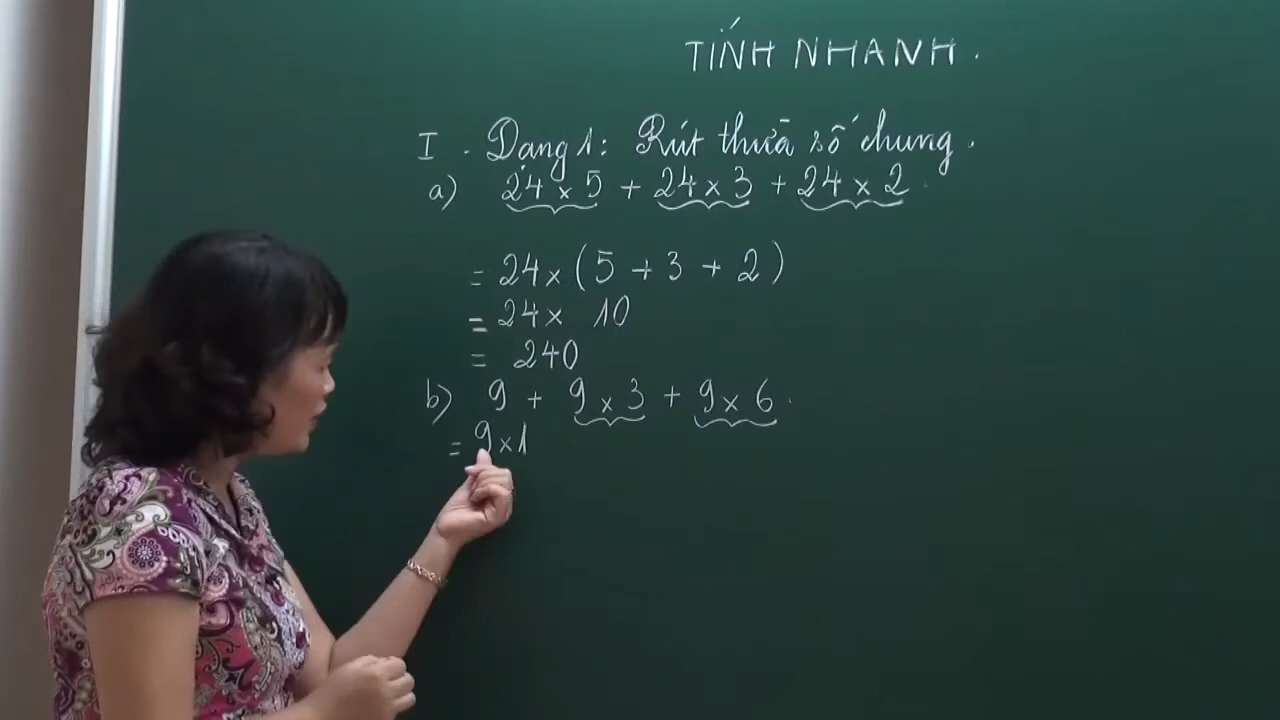 TÍNH NHANH.
I. Dạng 1: Rút thừa số chung.
a) 24 × 5 + 24 × 3 + 24 × 2
= 24 × (5 + 3 + 2)
= 24 × 10
= 240
b) 9 + 9 × 3 + 9 × 6.
= 9 × 1